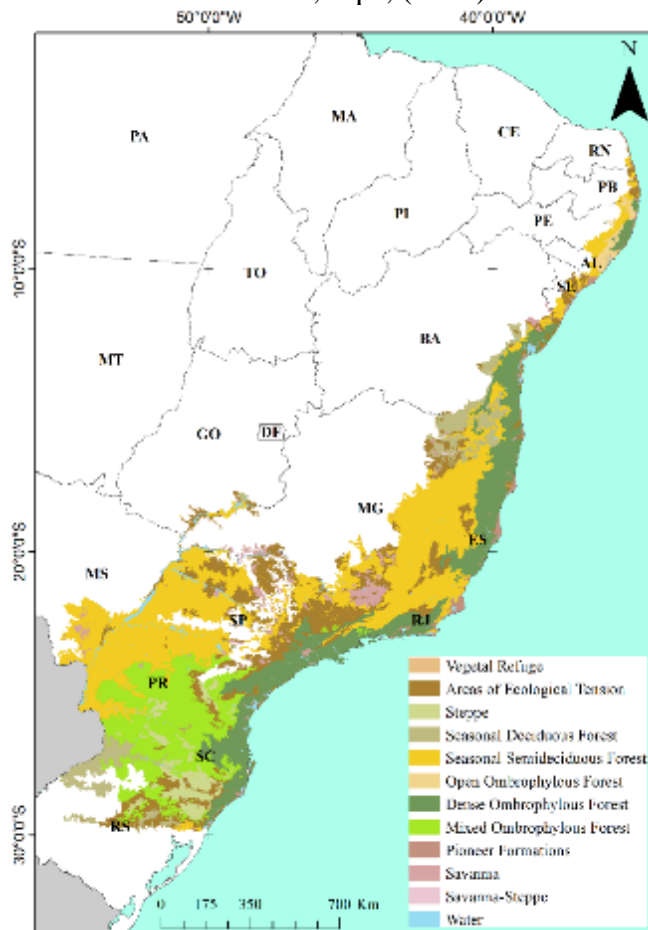 50°0'0"W 40°0'0"W
N
MA
CE
PA
RN
PB
PI
PE
AL
TO
SE
10°0'0"S
BA
MT
GO
DF
MG
ES
20°0'0"S
MS
SP
RJ
PR
SC
RS
30°0'0"S
Vegetal Refuge
Areas of Ecological Tension
Steppe
Seasonal Deciduous Forest
Seasonal Semideciduous Forest
Open Ombrophylous Forest
Dense Ombrophylous Forest
Mixed Ombrophylous Forest
Pioneer Formations
Savanna
Savanna-Steppe
Water
0 175 350 700 Km